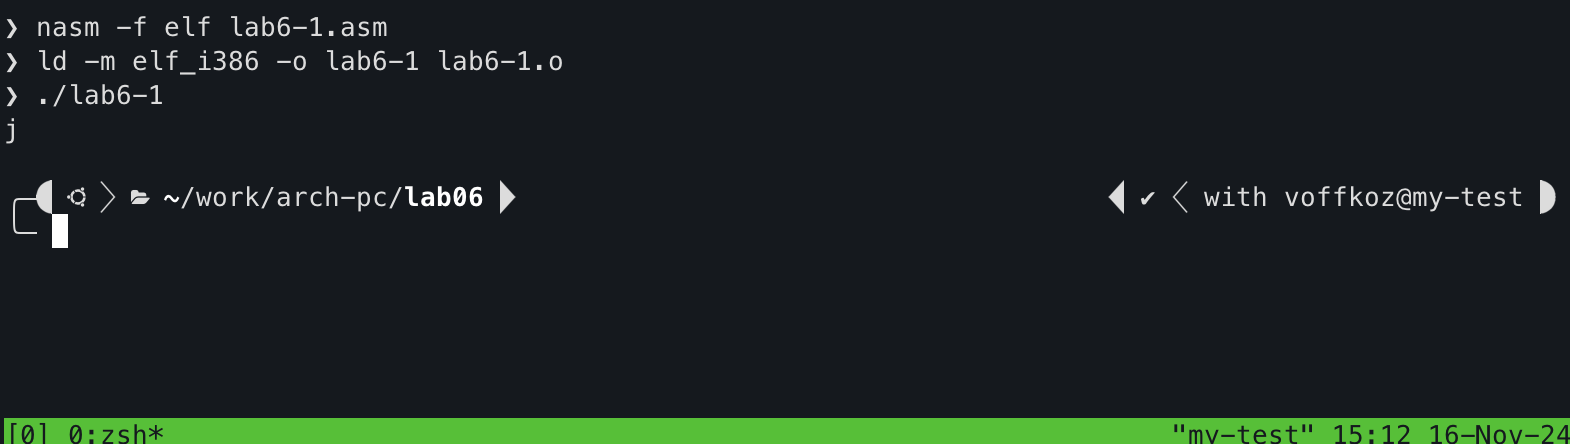 ❯ nasm -f elf lab6-1.asm
❯ ld -m elf_i386 -o lab6-1 lab6-1.o
❯ ./lab6-1
j
~/work/arch-pc/lab06 ✔ with voffkoz@my-test
[0] 0:zsh* "my-test" 15:12 16-Nov-24